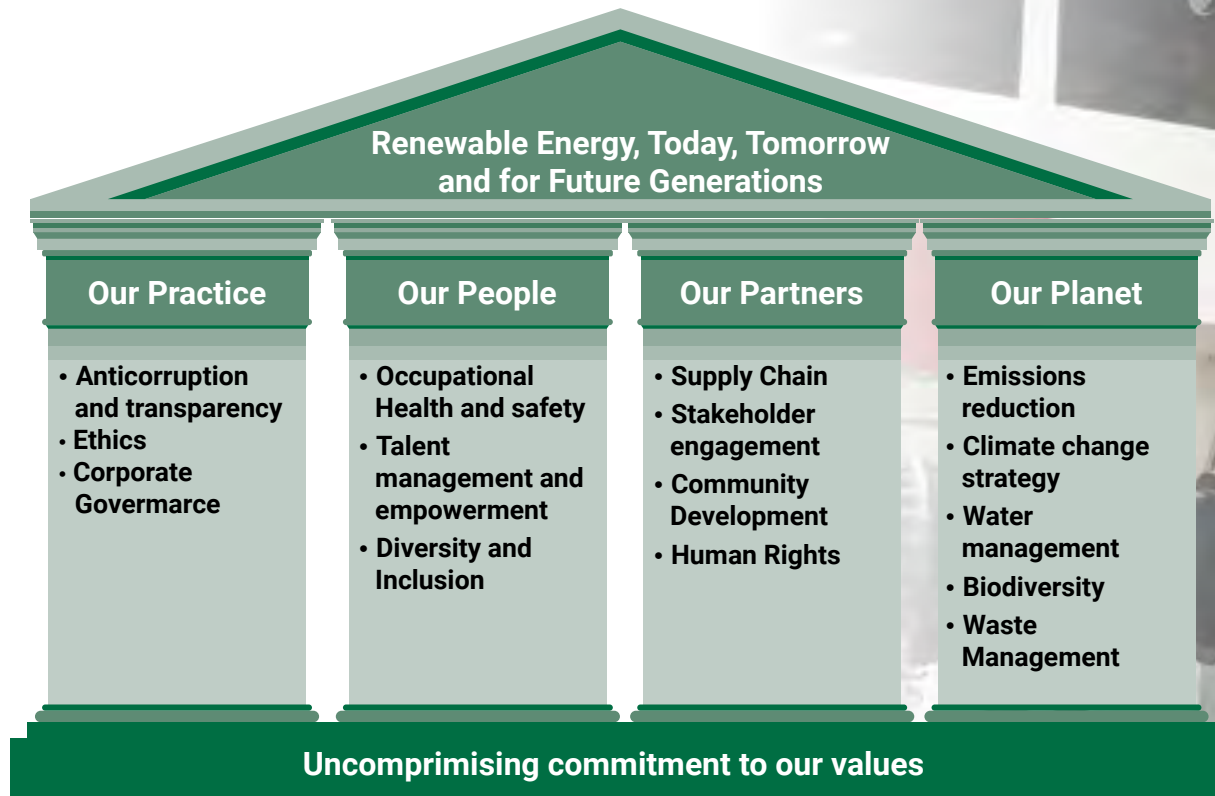 Renewable Energy, Today, Tomorrow
and for Future Generations
Our Practice
• Anticorruption
and transparency
• Ethics
• Corporate
Govermarce
Our People
• Occupational
Health and safety
• Talent
management and
empowerment
• Diversity and
Inclusion
Our Partners
• Supply Chain
• Stakeholder
engagement
• Community
Development
• Human Rights
Our Planet
• Emissions
reduction
• Climate change
strategy
• Water
management
• Biodiversity
• Waste
Management
Uncomprimising commitment to our values